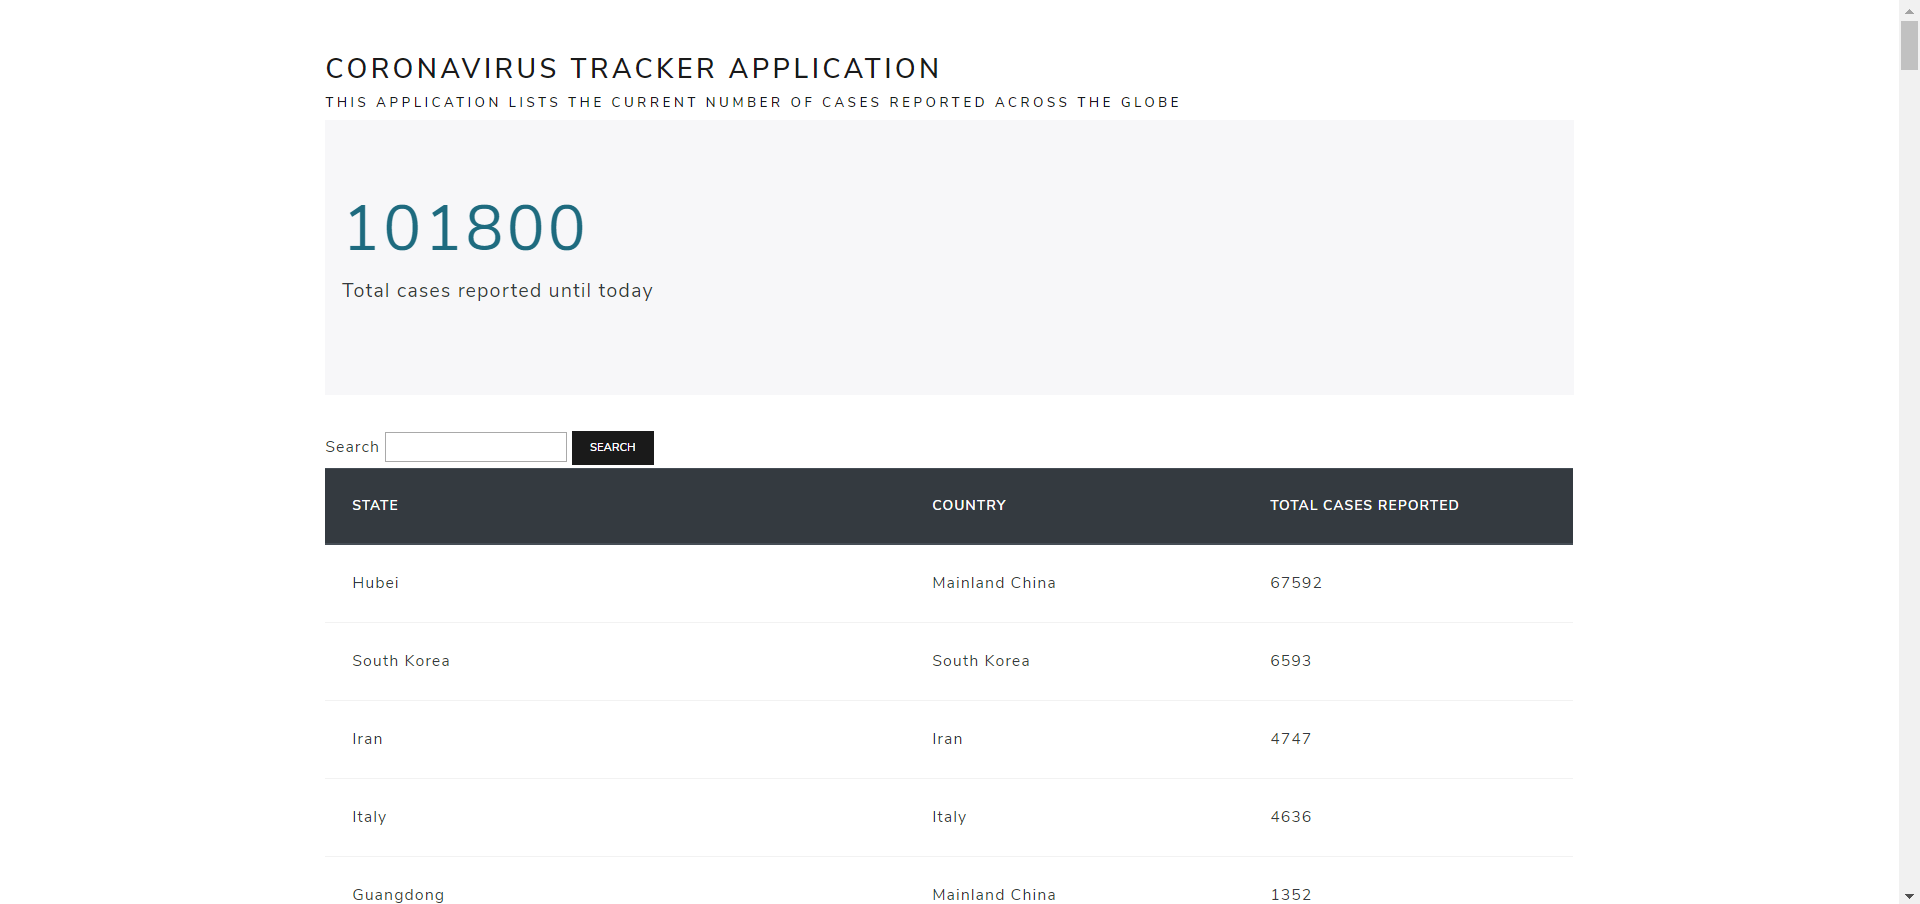 CORONAVIRUS TRACKER APPLICATION
THIS APPLICATION LISTS THE CURRENT NUMBER OF CASES REPORTED ACROSS THE GLOBE
101800
Total cases reported until today
Search SEARCH
STATE COUNTRY TOTAL CASES REPORTED
Hubei Mainland China 67592
South Korea South Korea 6593
Iran Iran 4747
Italy Italy 4636
Guangdong Mainland China 1352